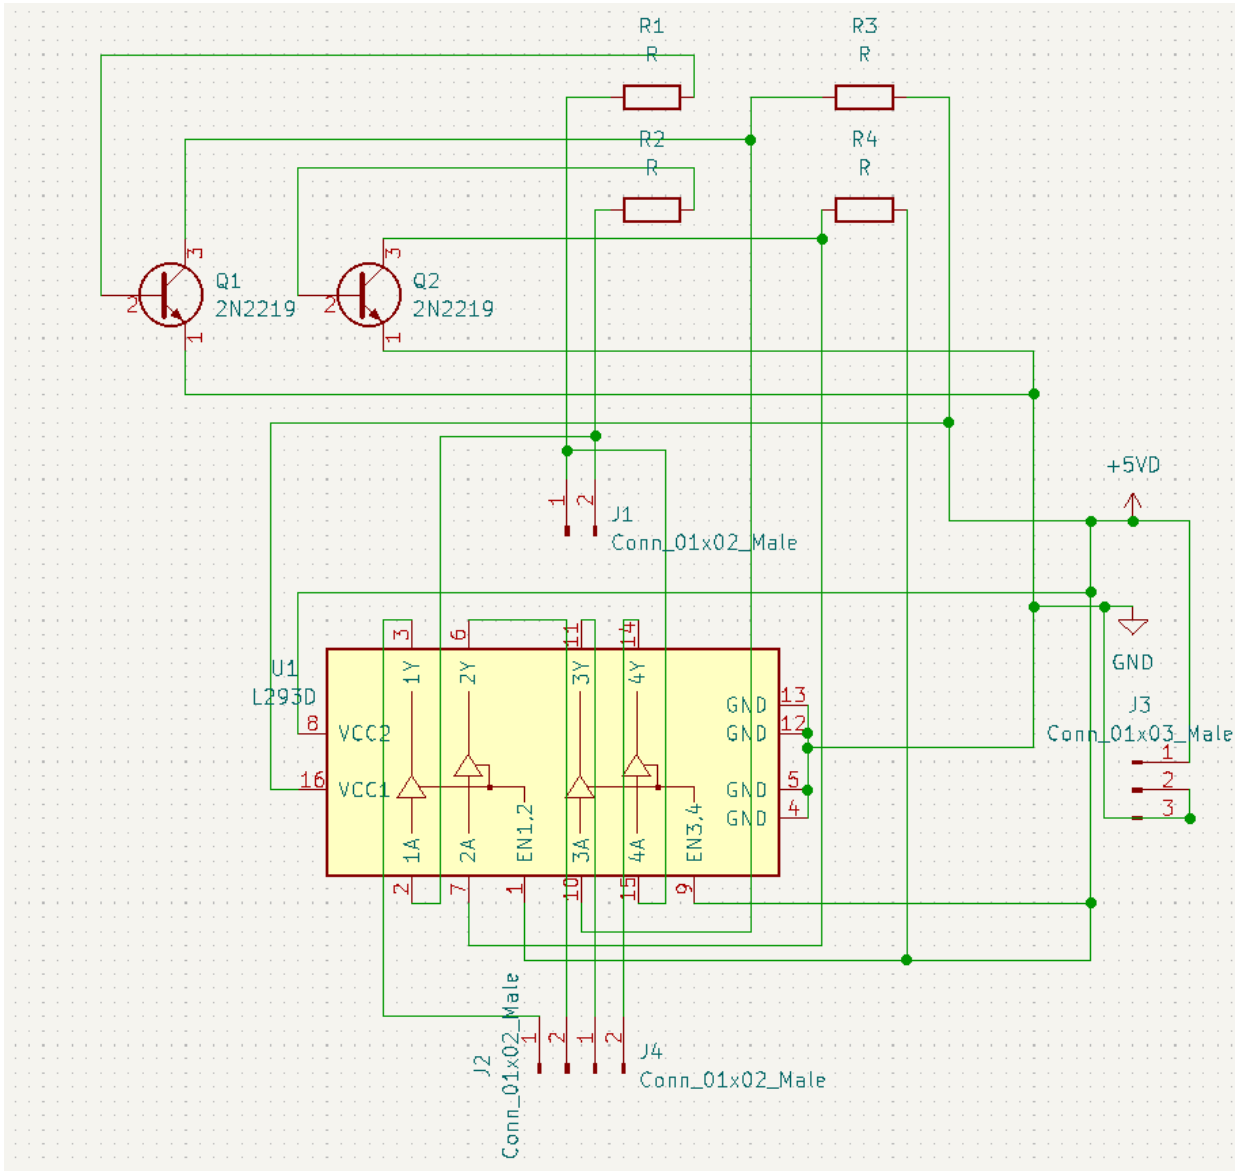 R1
R
R3
R
R2
R
R4
R
3
Q1
2N2219
2
1
3
Q2
2N2219
2
1
+5VD
1
2
J1
Conn_01x02_Male
GND
U1
L293D
3
6
11
14
1Y
2Y
3Y
4Y
8
VCC2
16
VCC1
GND
13
GND
12
GND
5
GND
4
1A
2A
EN1,2
3A
4A
EN3,4
2
7
1
10
15
9
J3
Conn_01x03_Male
1
2
3
J2
Conn_01x02_Male
1
2
1
2
J4
Conn_01x02_Male